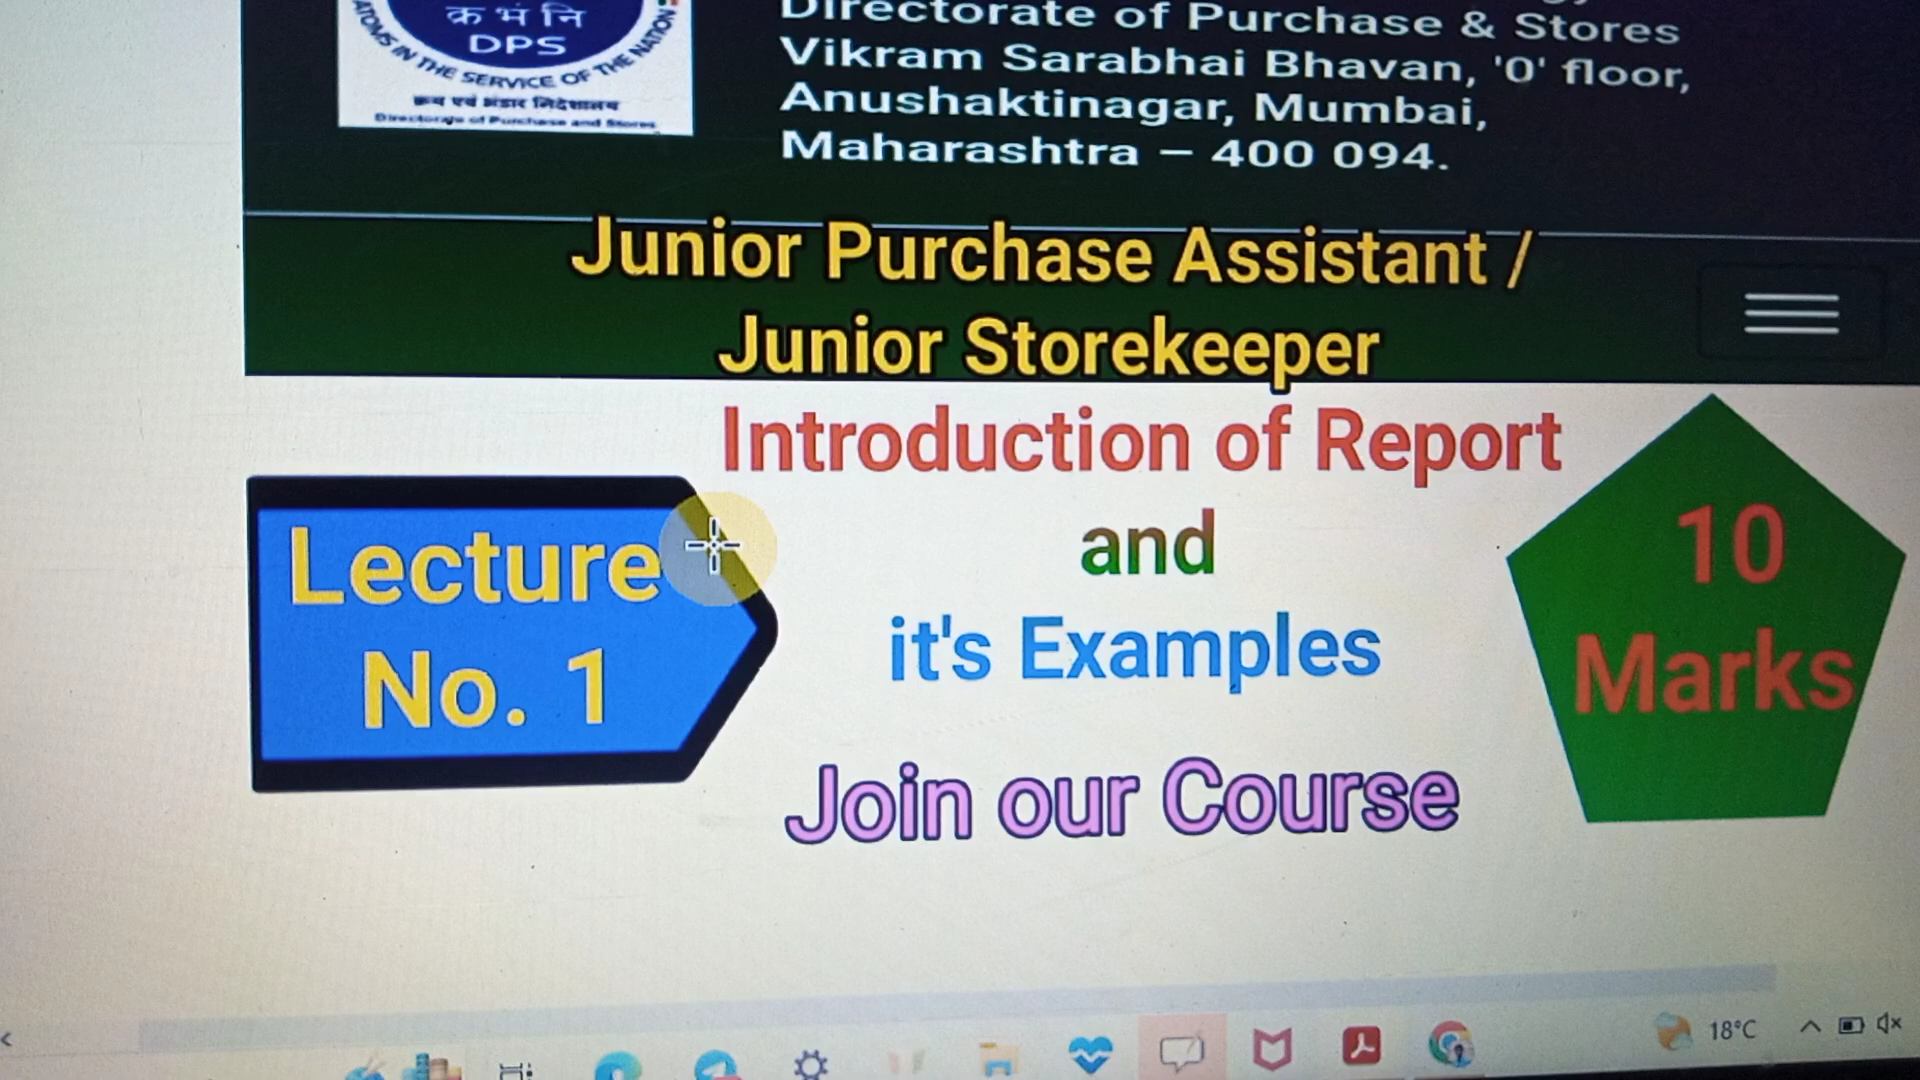 क्र भं नि
DPS
ATOMS IN THE SERVICE OF THE NATION
क्रय एवं भंडार निदेशालय
Directorate of Purchase and Stores
Directorate of Purchase & Stores
Vikram Sarabhai Bhavan, '0' floor,
Anushaktinagar, Mumbai,
Maharashtra – 400 094.
Junior Purchase Assistant /
Junior Storekeeper
Introduction of Report
and
it's Examples
Join our Course
Lecture
No. 1
10
Marks
18°C